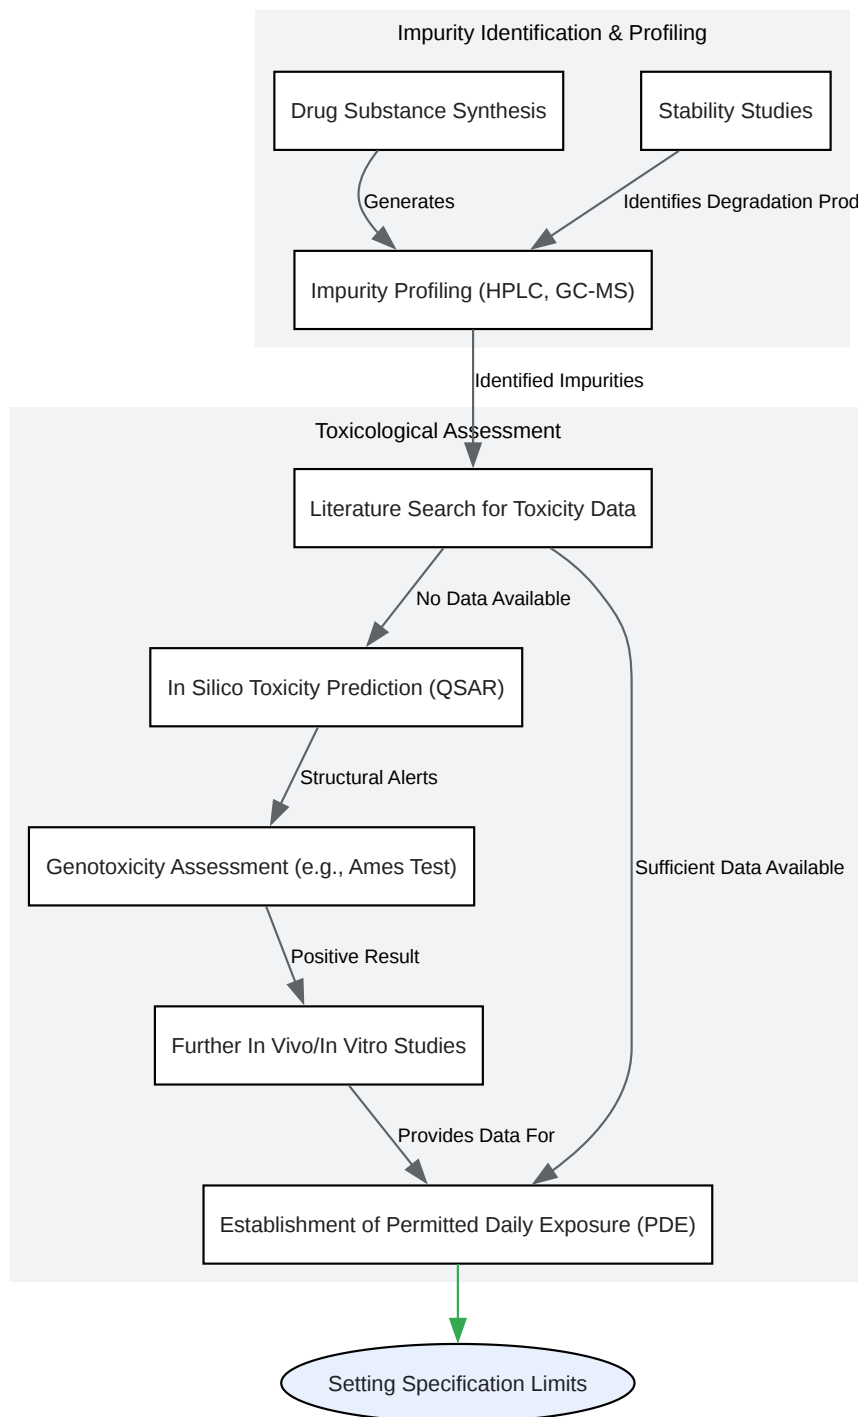 Impurity Identification & Profiling
Drug Substance Synthesis
Stability Studies
Generates
Identifies Degradation Prod
Impurity Profiling (HPLC, GC-MS)
Identified Impurities
Toxicological Assessment
Literature Search for Toxicity Data
No Data Available
In Silico Toxicity Prediction (QSAR)
Structural Alerts
Genotoxicity Assessment (e.g., Ames Test)
Sufficient Data Available
Positive Result
Further In Vivo/In Vitro Studies
Provides Data For
Establishment of Permitted Daily Exposure (PDE)
Setting Specification Limits